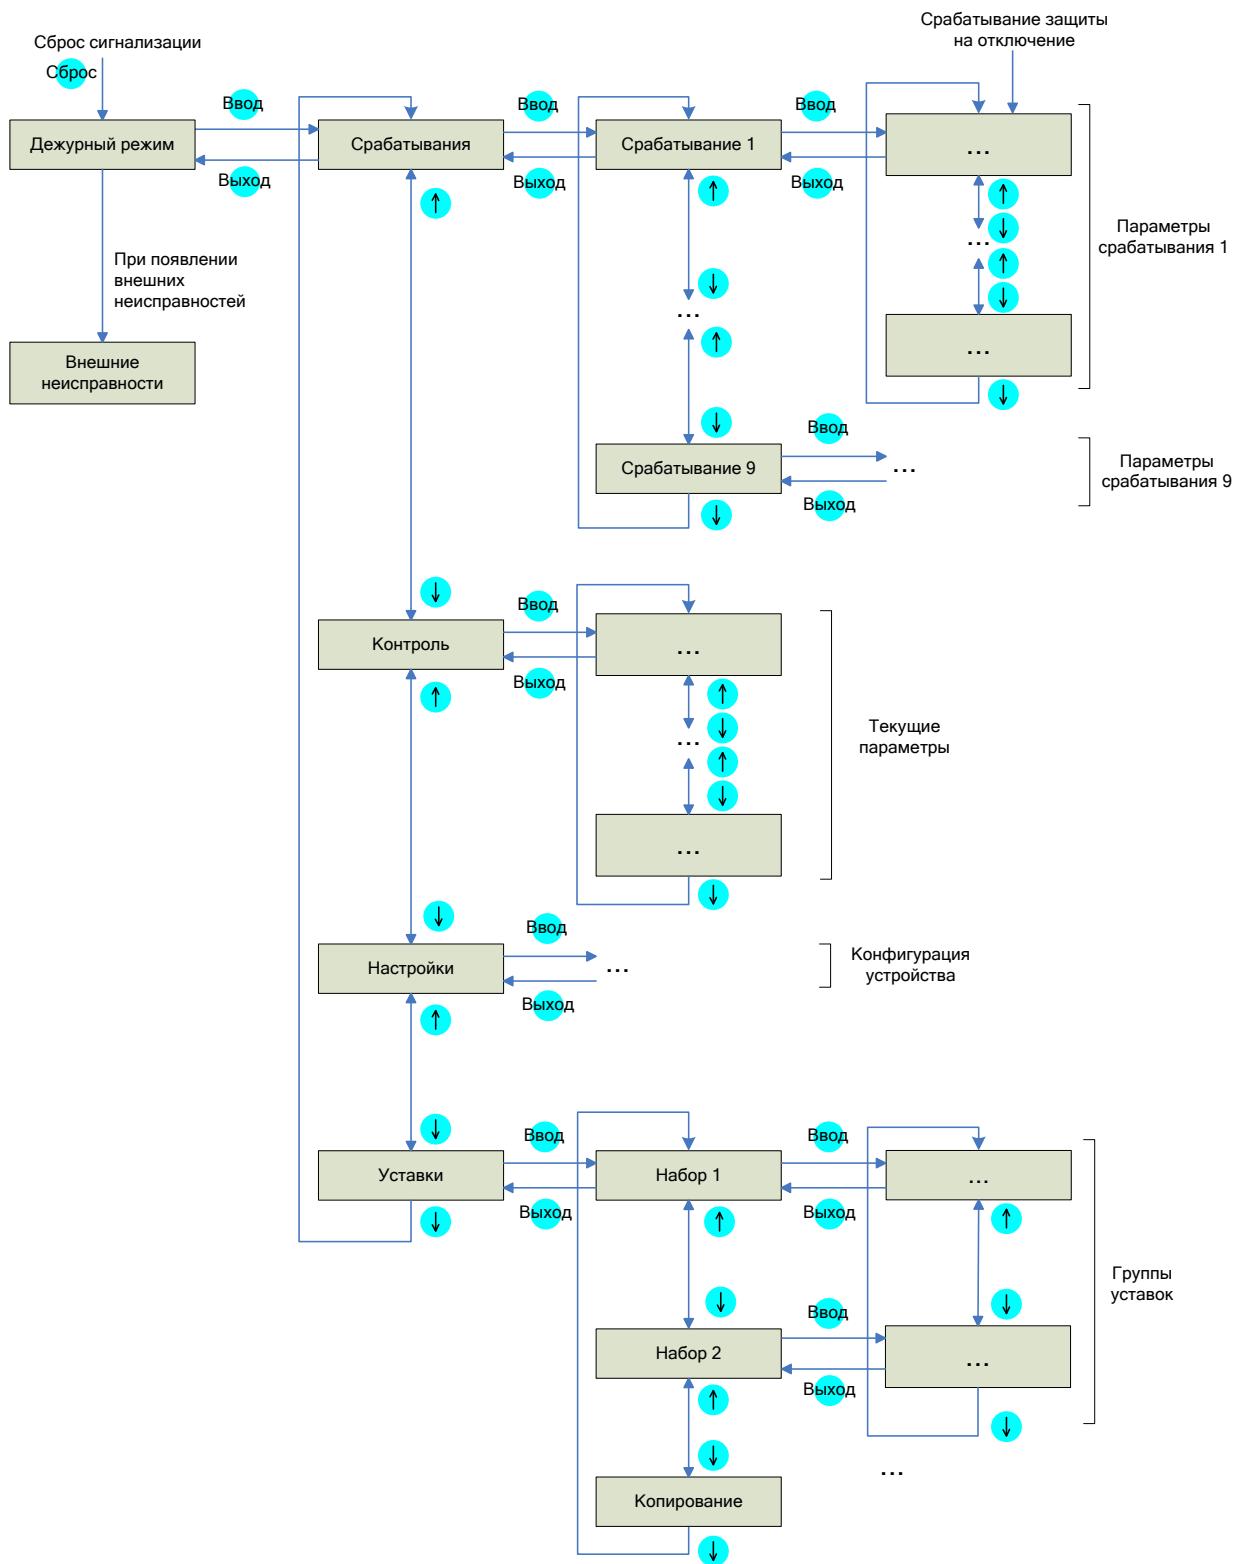 Сброс сигнализации
Срабатывание защиты
на отключение
Сброс
Ввод
Ввод
Ввод
Дежурный режим
Срабатывания
Срабатывание 1
...
Выход
Выход
Выход
↑
↑
↑
↓
Параметры
срабатывания 1
...
↑
При появлении
внешних
неисправностей
↓
↓
...
↑
...
Внешние
неисправности
↓
↓
Ввод
Срабатывание 9
...
Параметры
срабатывания 9
Выход
↓
↓
Ввод
Контроль
...
Выход
↑
↑
↓
...
↑
↓
Текущие
параметры
...
↓
↓
Ввод
Настройки
...
Конфигурация
устройства
Выход
↑
↓
Ввод
Ввод
Уставки
Набор 1
...
Выход
Выход
↓
↑
↑
Группы
уставок
↓
↓
Ввод
Набор 2
...
Выход
↑
↓
↓
...
Копирование
↓